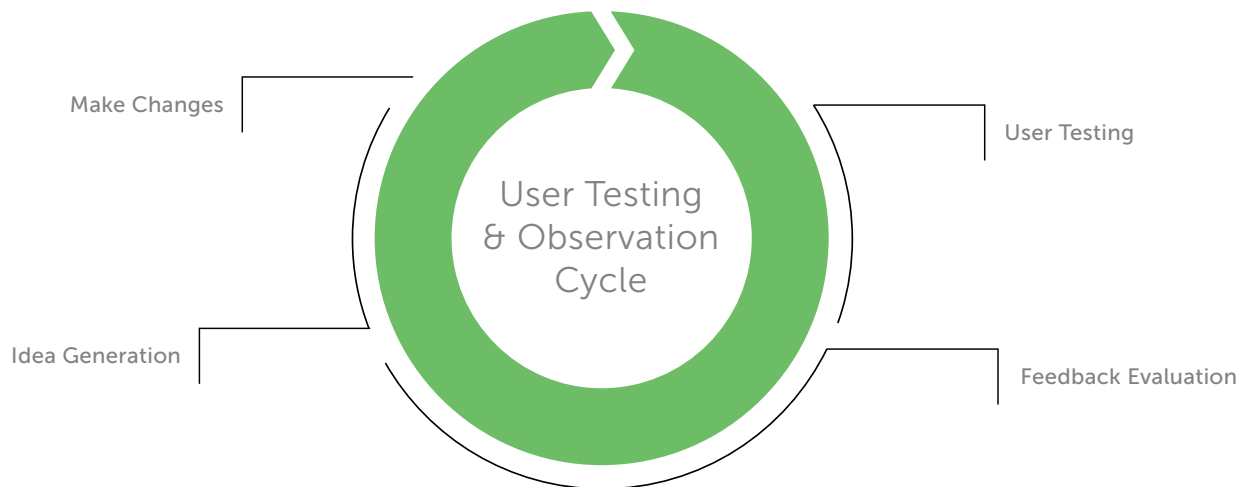 Make Changes
User Testing
User Testing
& Observation
Cycle
Idea Generation
Feedback Evaluation